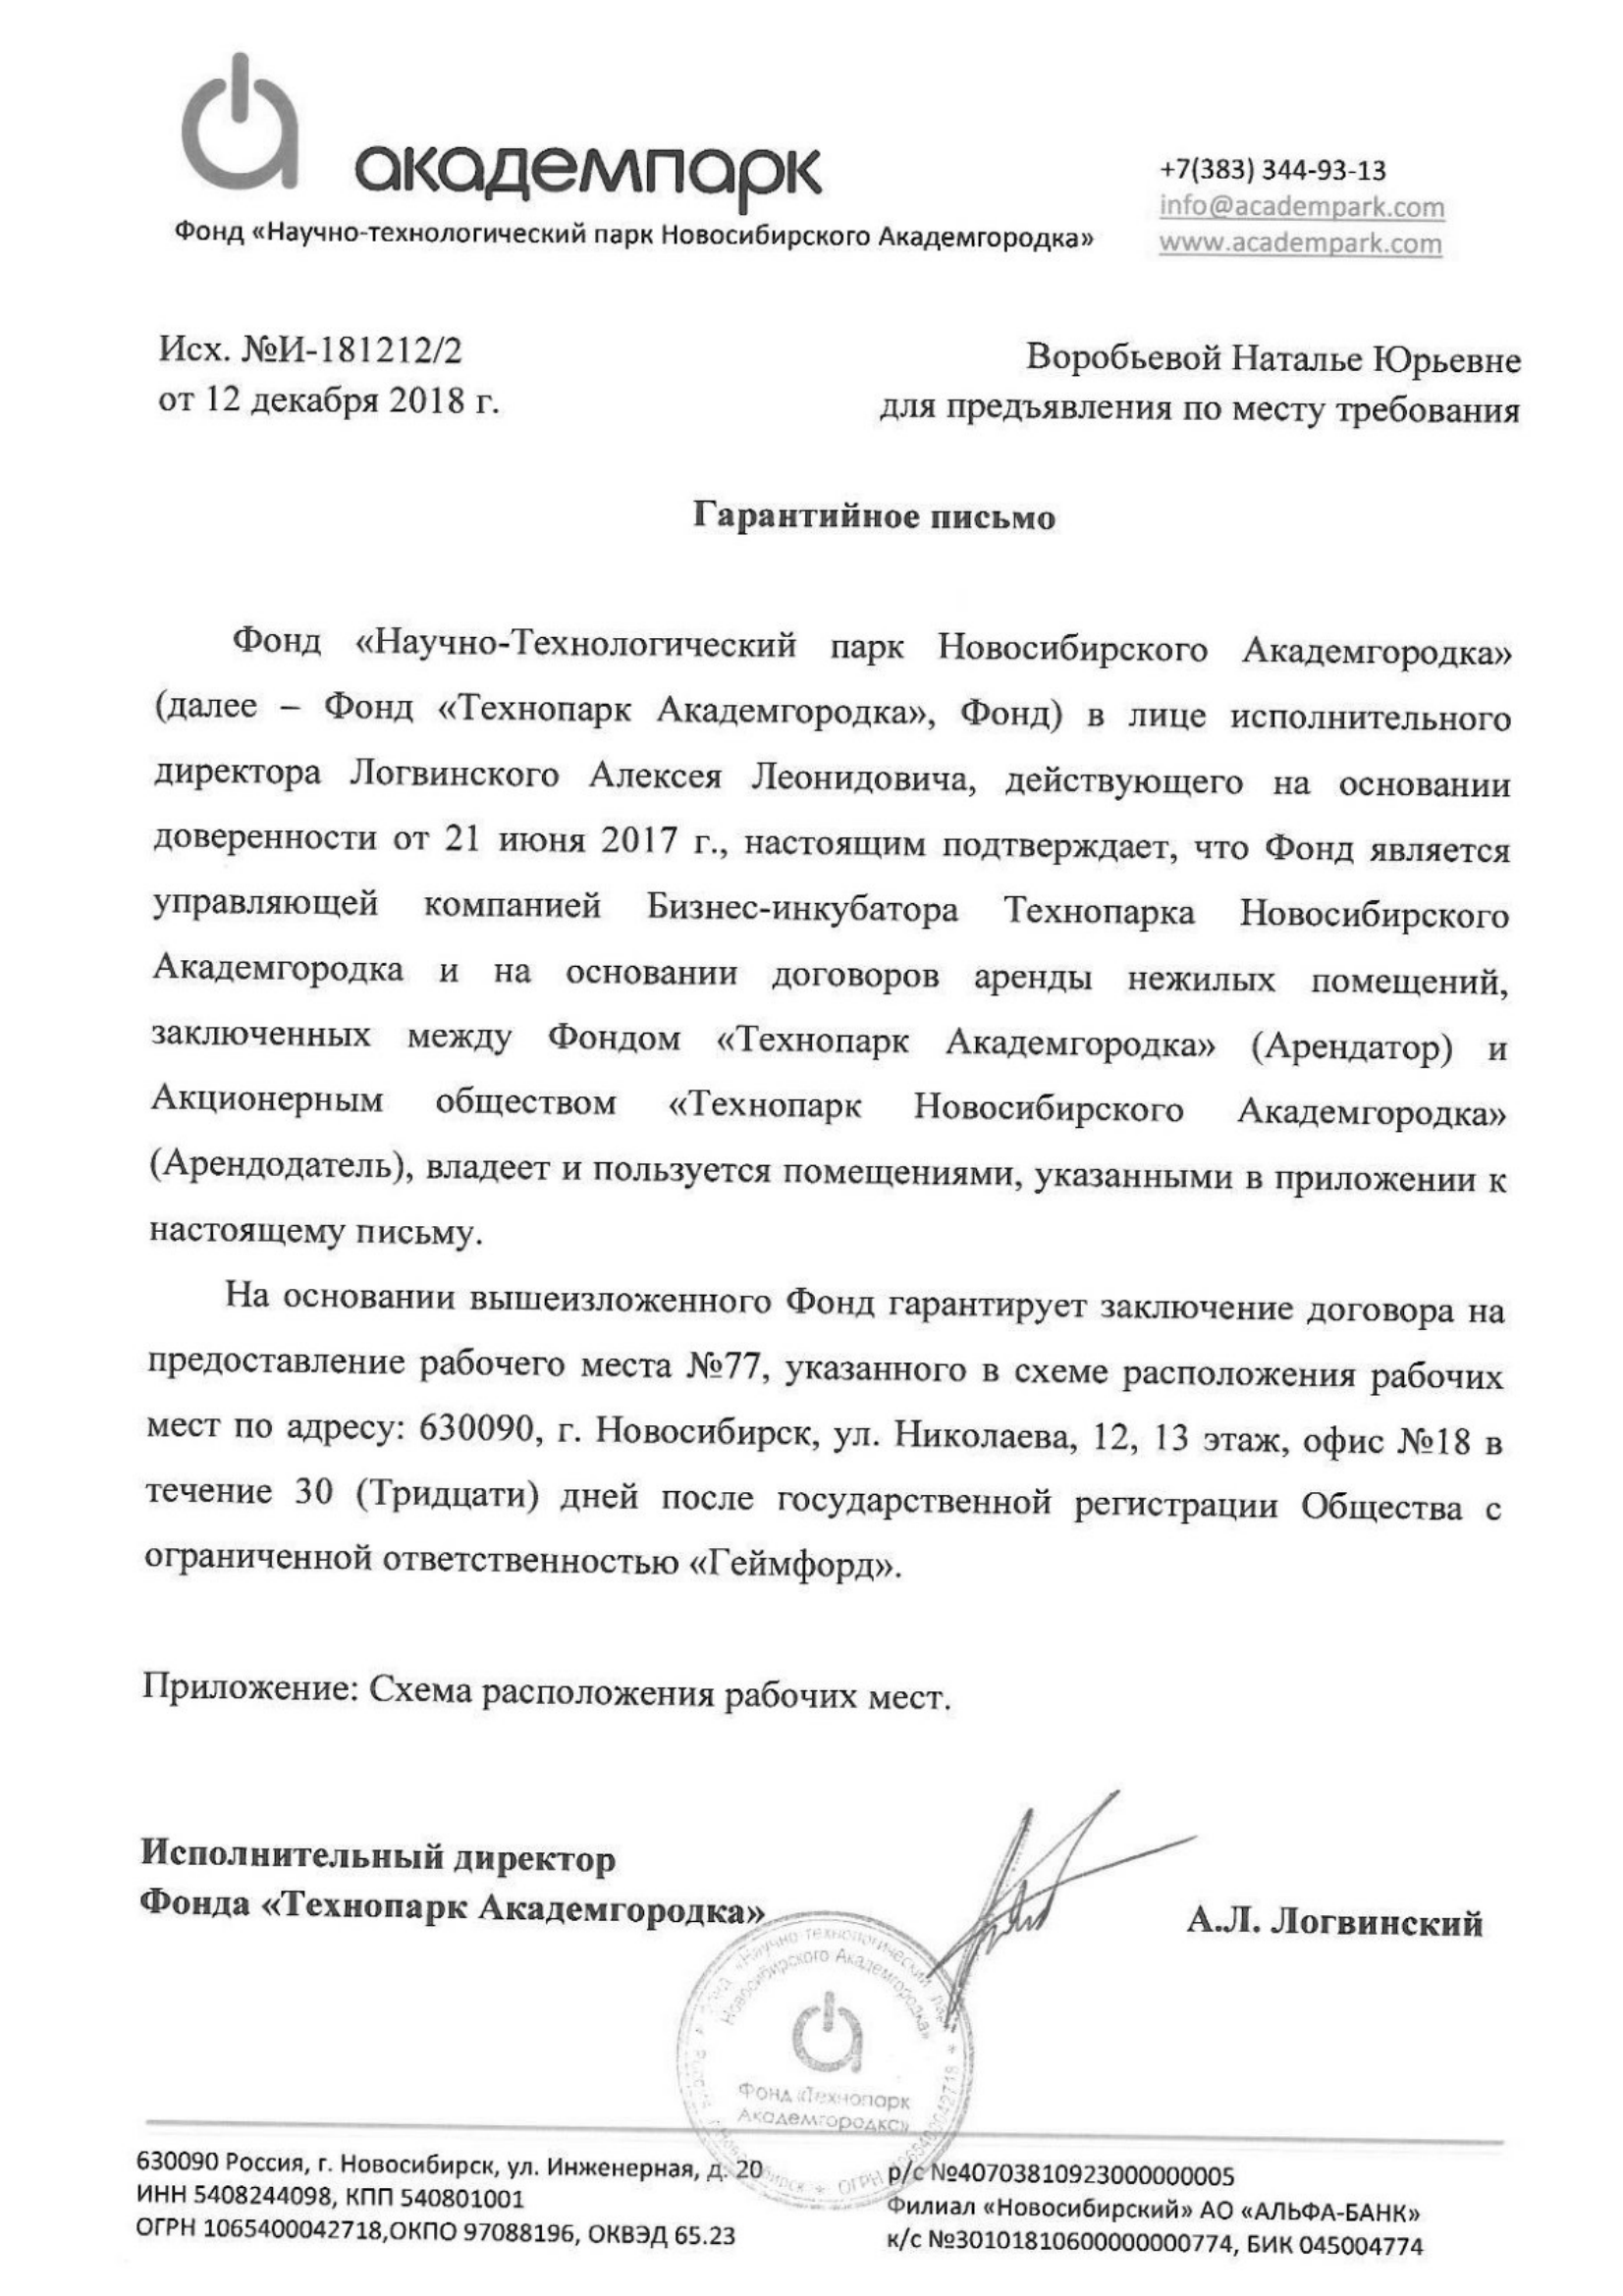 академпарк
Фонд «Научно-технологический парк Новосибирского Академгородка»
+7(383) 344-93-13
info@academpark.com
www.academpark.com
Исх. №И-181212/2
от 12 декабря 2018 г.
Воробьевой Наталье Юрьевне
для предъявления по месту требования
Гарантийное письмо
Фонд «Научно-Технологический парк Новосибирского Академгородка»
(далее – Фонд «Технопарк Академгородка», Фонд) в лице исполнительного
директора Логвинского Алексея Леонидовича, действующего на основании
доверенности от 21 июня 2017 г., настоящим подтверждает, что Фонд является
управляющей компанией Бизнес-инкубатора Технопарка Новосибирского
Академгородка и на основании договоров аренды нежилых помещений,
заключенных между Фондом «Технопарк Академгородка» (Арендатор) и
Акционерным обществом «Технопарк Новосибирского Академгородка»
(Арендодатель), владеет и пользуется помещениями, указанными в приложении к
настоящему письму.
На основании вышеизложенного Фонд гарантирует заключение договора на
предоставление рабочего места №77, указанного в схеме расположения рабочих
мест по адресу: 630090, г. Новосибирск, ул. Николаева, 12, 13 этаж, офис №18 в
течение 30 (Тридцати) дней после государственной регистрации Общества с
ограниченной ответственностью «Геймфорд».
Приложение: Схема расположения рабочих мест.
Исполнительный директор
Фонда «Технопарк Академгородка»
А.Л. Логвинский
«Научно технологический парк
Новосибирского Академгородка»
Фонд «Технопарк
Академгородка»
630090 Россия, г. Новосибирск, ул. Инженерная, д. 20
ИНН 5408244098, КПП 540801001
ОГРН 1065400042718,ОКПО 97088196, ОКВЭД 65.23
р/с №40703810923000000005
Филиал «Новосибирский» АО «АЛЬФА-БАНК»
к/с №30101810600000000774, БИК 045004774